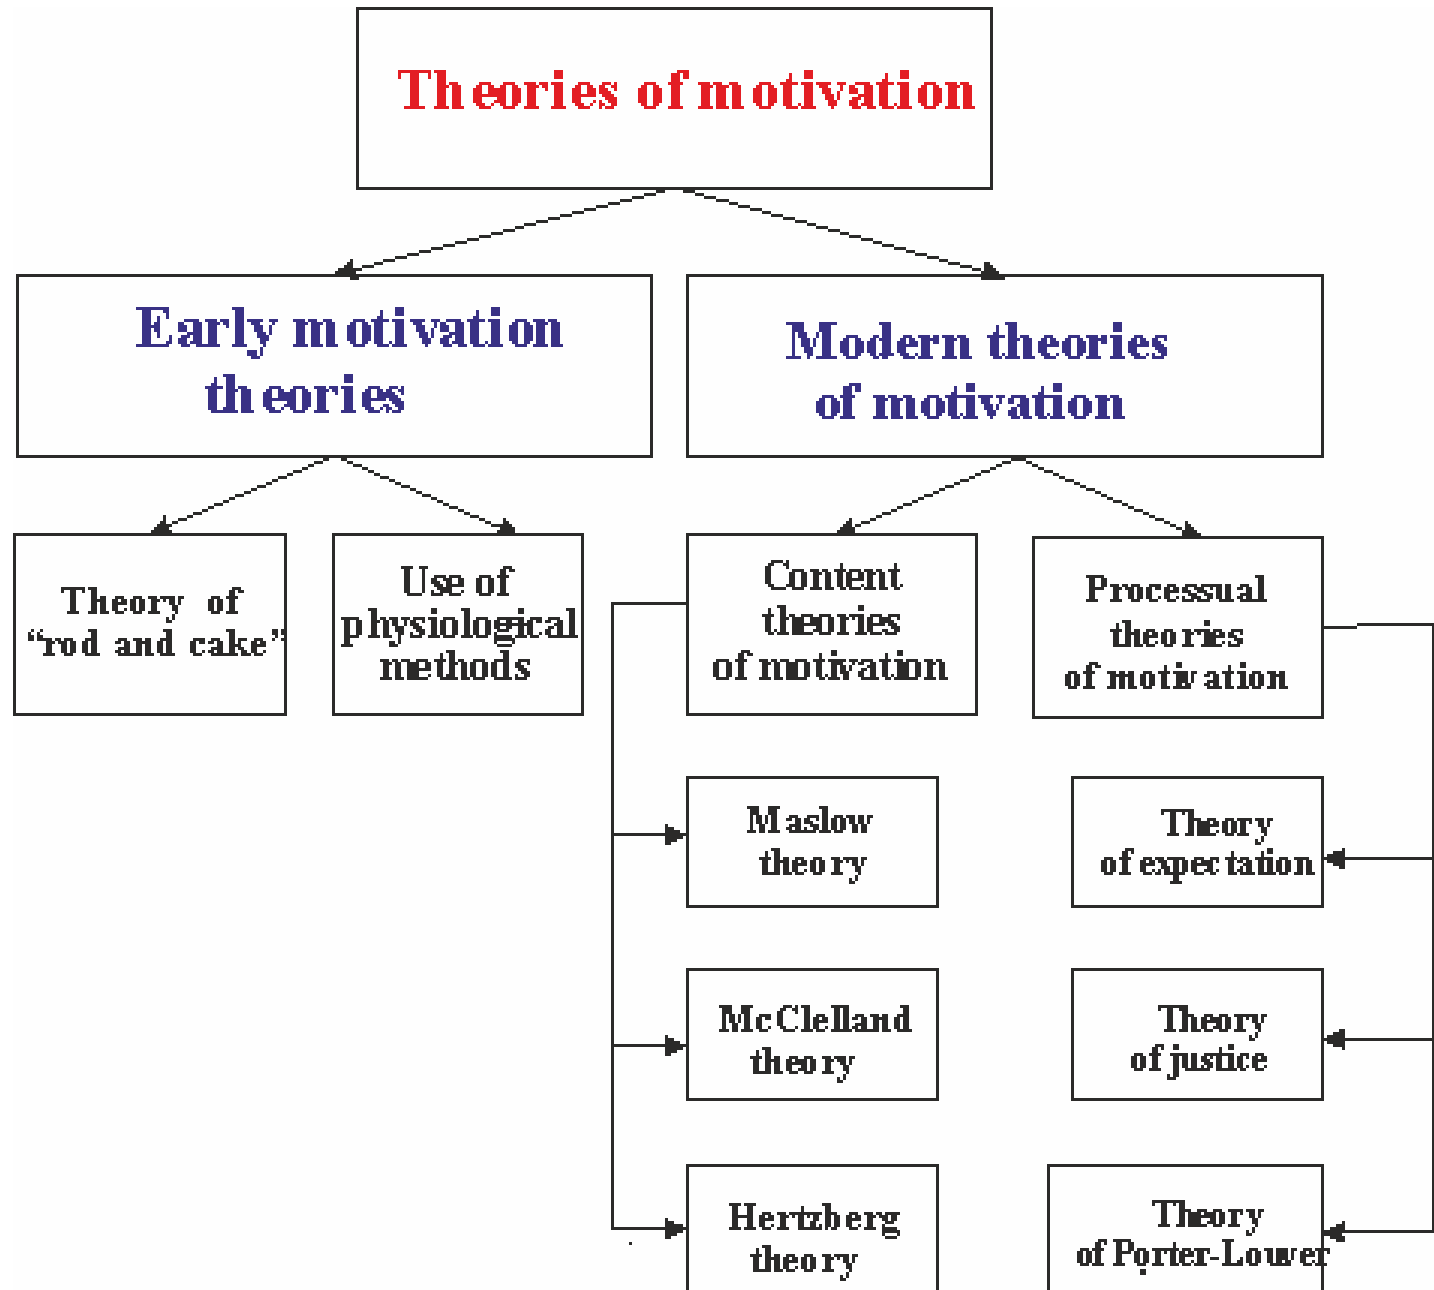 Theories of motivation
Early motivation
theories
Modern theories
of motivation
Theory of
“rod and cake”
Use of
physiological
methods
Content
theories
of motivation
Processual
theories
of motivation
Maslow
theory
Theory
of expectation
McClelland
theory
Theory
of justice
Hertzberg
theory
Theory
of Porter-Louver